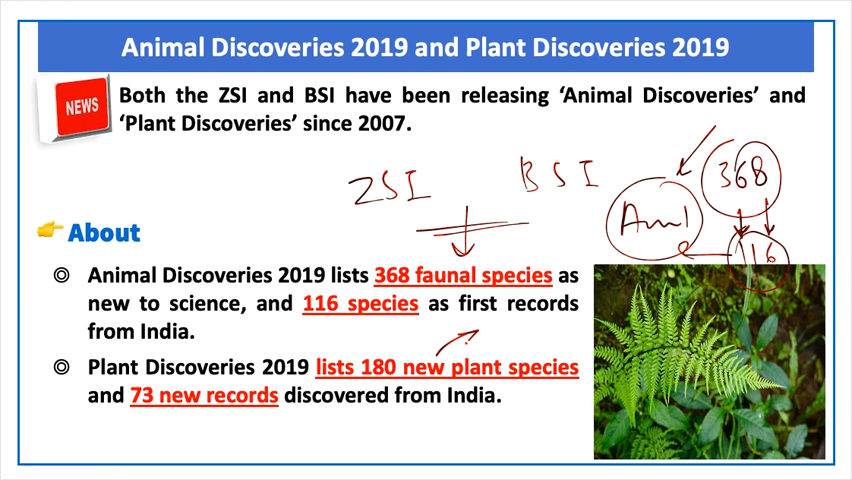 Animal Discoveries 2019 and Plant Discoveries 2019
NEWS
Both the ZSI and BSI have been releasing ‘Animal Discoveries’ and
‘Plant Discoveries’ since 2007.
ZSI
BSI
368
116
👉 About
◎ Animal Discoveries 2019 lists 368 faunal species as
new to science, and 116 species as first records
from India.
◎ Plant Discoveries 2019 lists 180 new plant species
and 73 new records discovered from India.